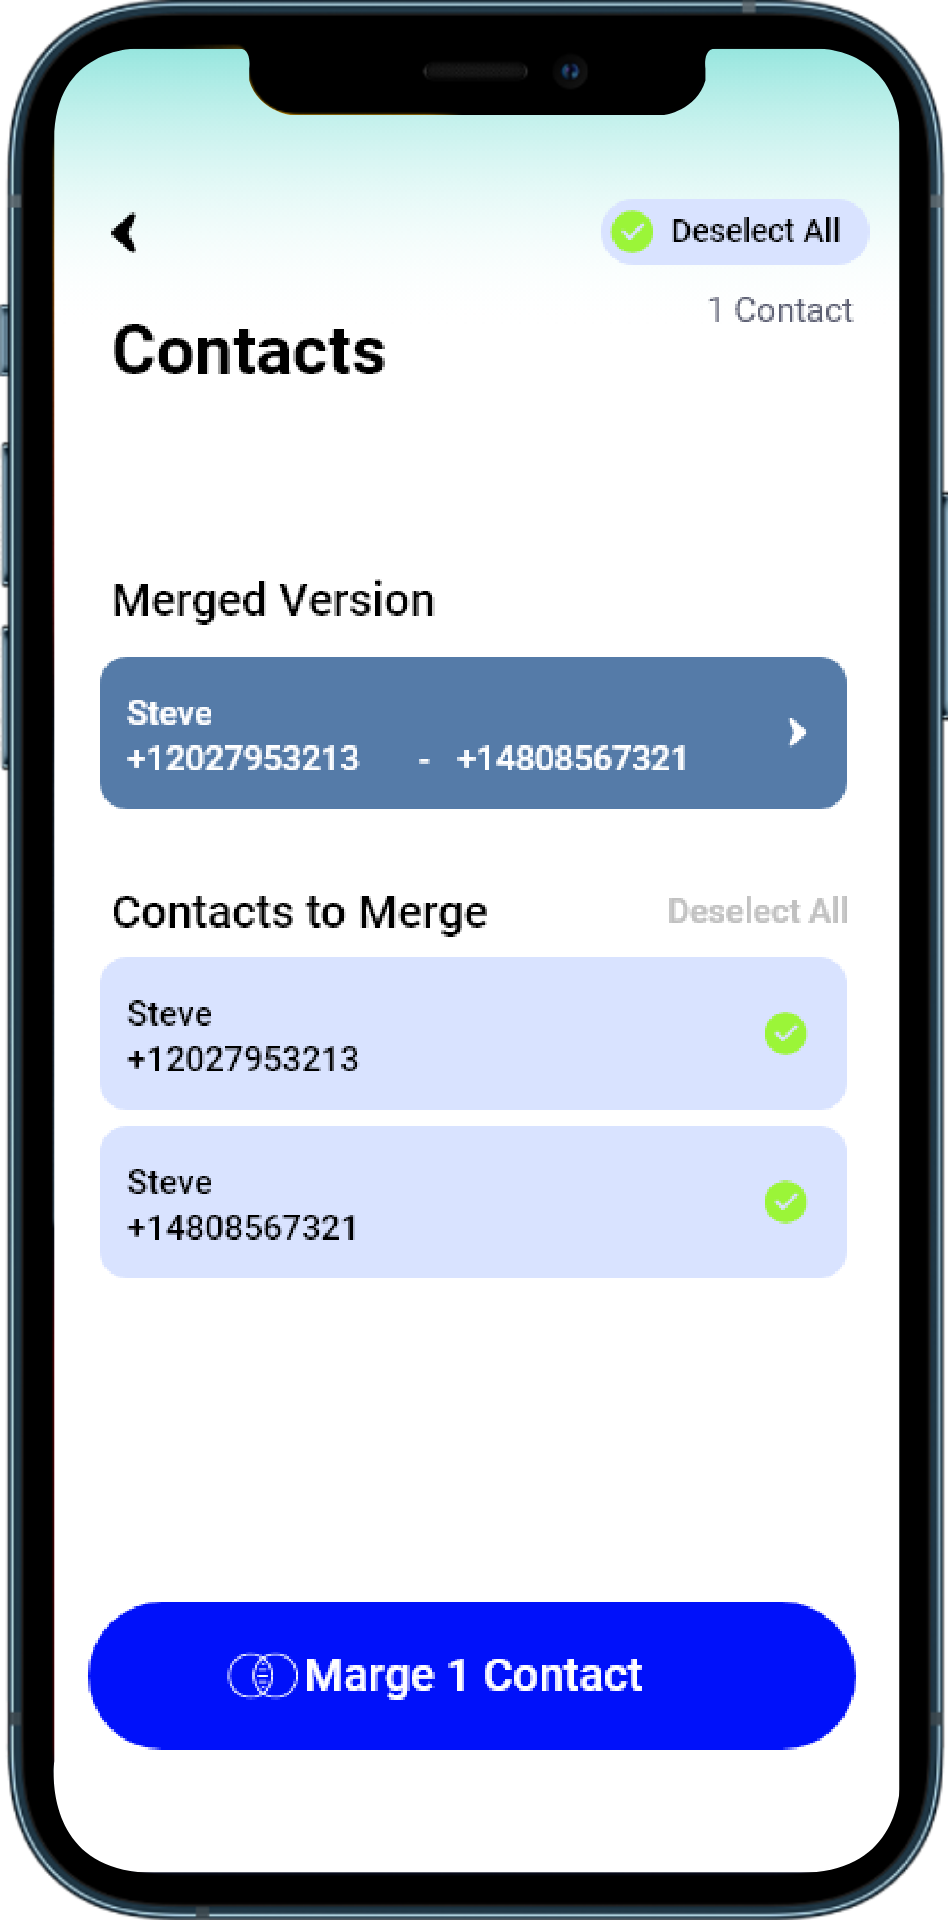 Deselect All
1 Contact
Contacts
Merged Version
Steve
+12027953213 - +14808567321
Contacts to Merge Deselect All
Steve
+12027953213
Steve
+14808567321
Marge 1 Contact